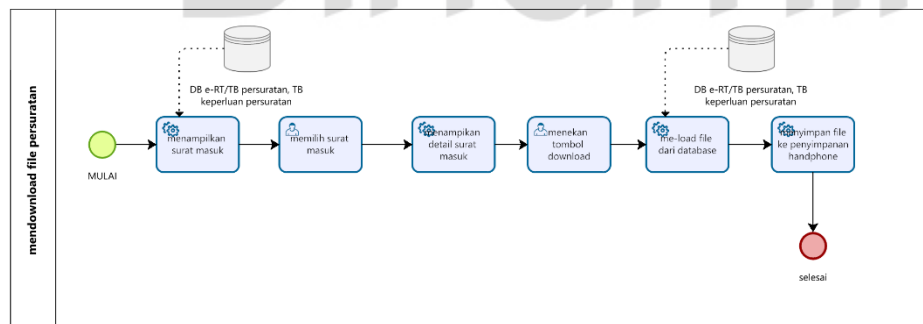 mendownload file persuratan
DB e-RT/TB persuratan, TB
keperluan persuratan
DB e-RT/TB persuratan, TB
keperluan persuratan
MULAI
menampilkan
surat masuk
memilih surat
masuk
menampikan
detail surat
masuk
menekan
tombol
download
me-load file
dari database
menyimpan file
ke penyimpanan
handphone
selesai